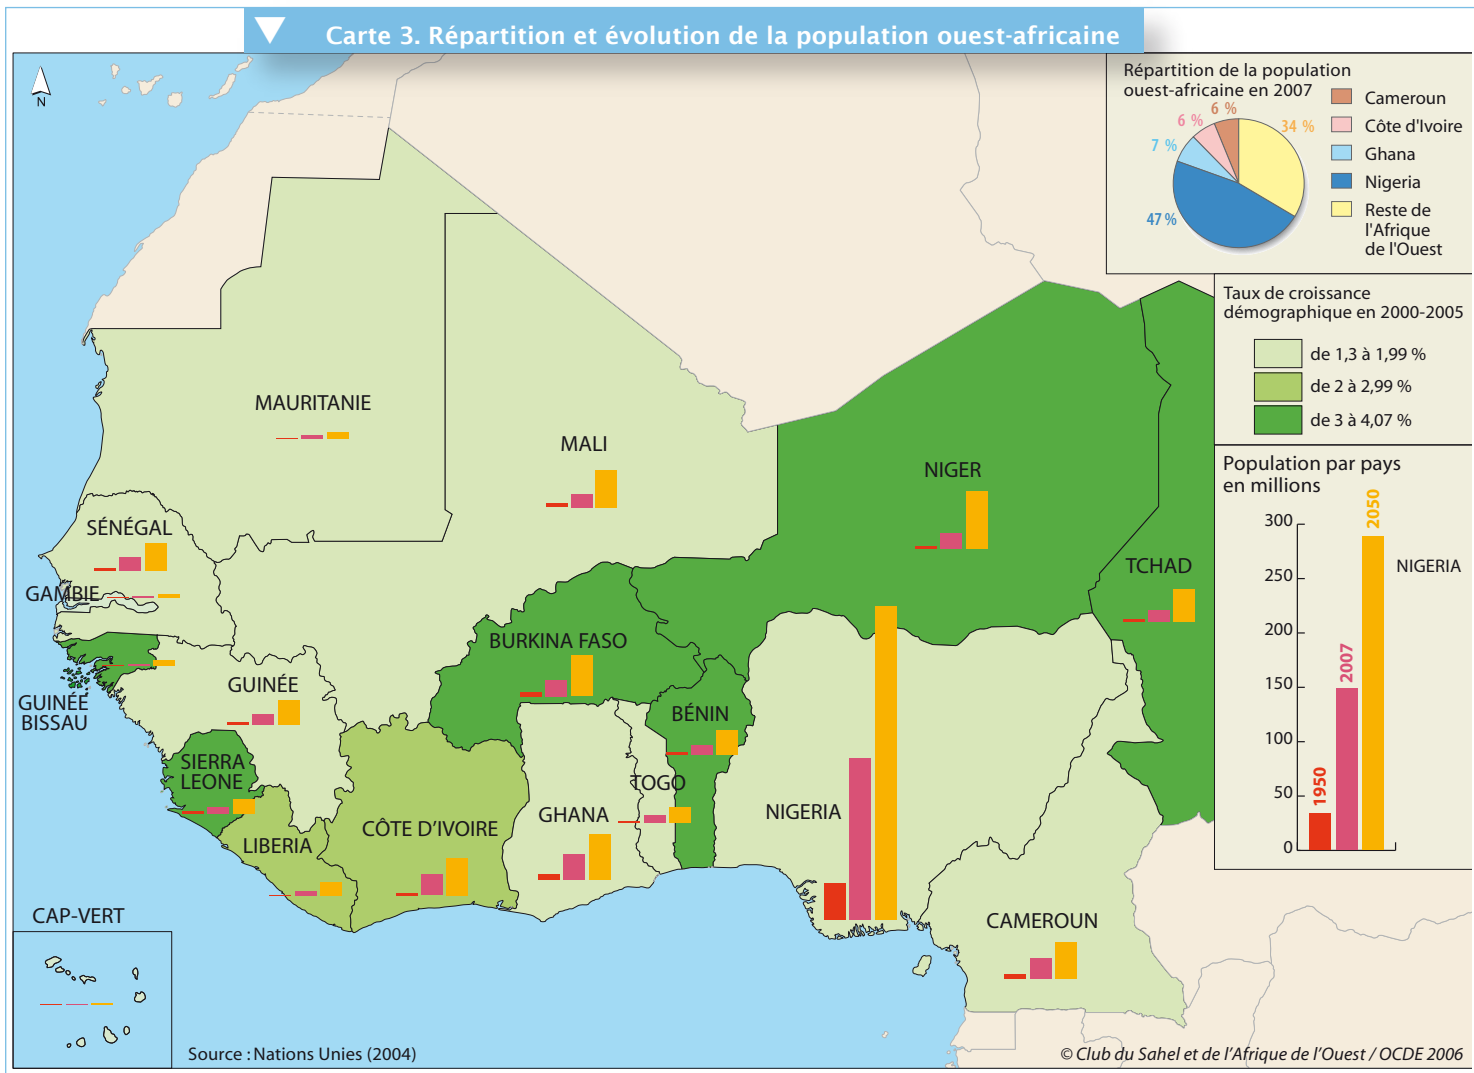 Carte 3. Répartition et évolution de la population ouest-africaine
N
Répartition de la population
ouest-africaine en 2007
6 %
6 %
7 %
47 %
34 %
Cameroun
Côte d'Ivoire
Ghana
Nigeria
Reste de
l'Afrique
de l'Ouest
Taux de croissance
démographique en 2000-2005
de 1,3 à 1,99 %
de 2 à 2,99 %
de 3 à 4,07 %
Population par pays
en millions
300
250
200
150
100
50
0
1950
2007
2050
NIGERIA
MAURITANIE
MALI
NIGER
TCHAD
SÉNÉGAL
GAMBIE
GUINÉE
BISSAU
GUINÉE
SIERRA
LEONE
LIBERIA
CÔTE D'IVOIRE
BURKINA FASO
GHANA
TOGO
BÉNIN
NIGERIA
CAMEROUN
CAP-VERT
Source : Nations Unies (2004)
© Club du Sahel et de l'Afrique de l'Ouest / OCDE 2006